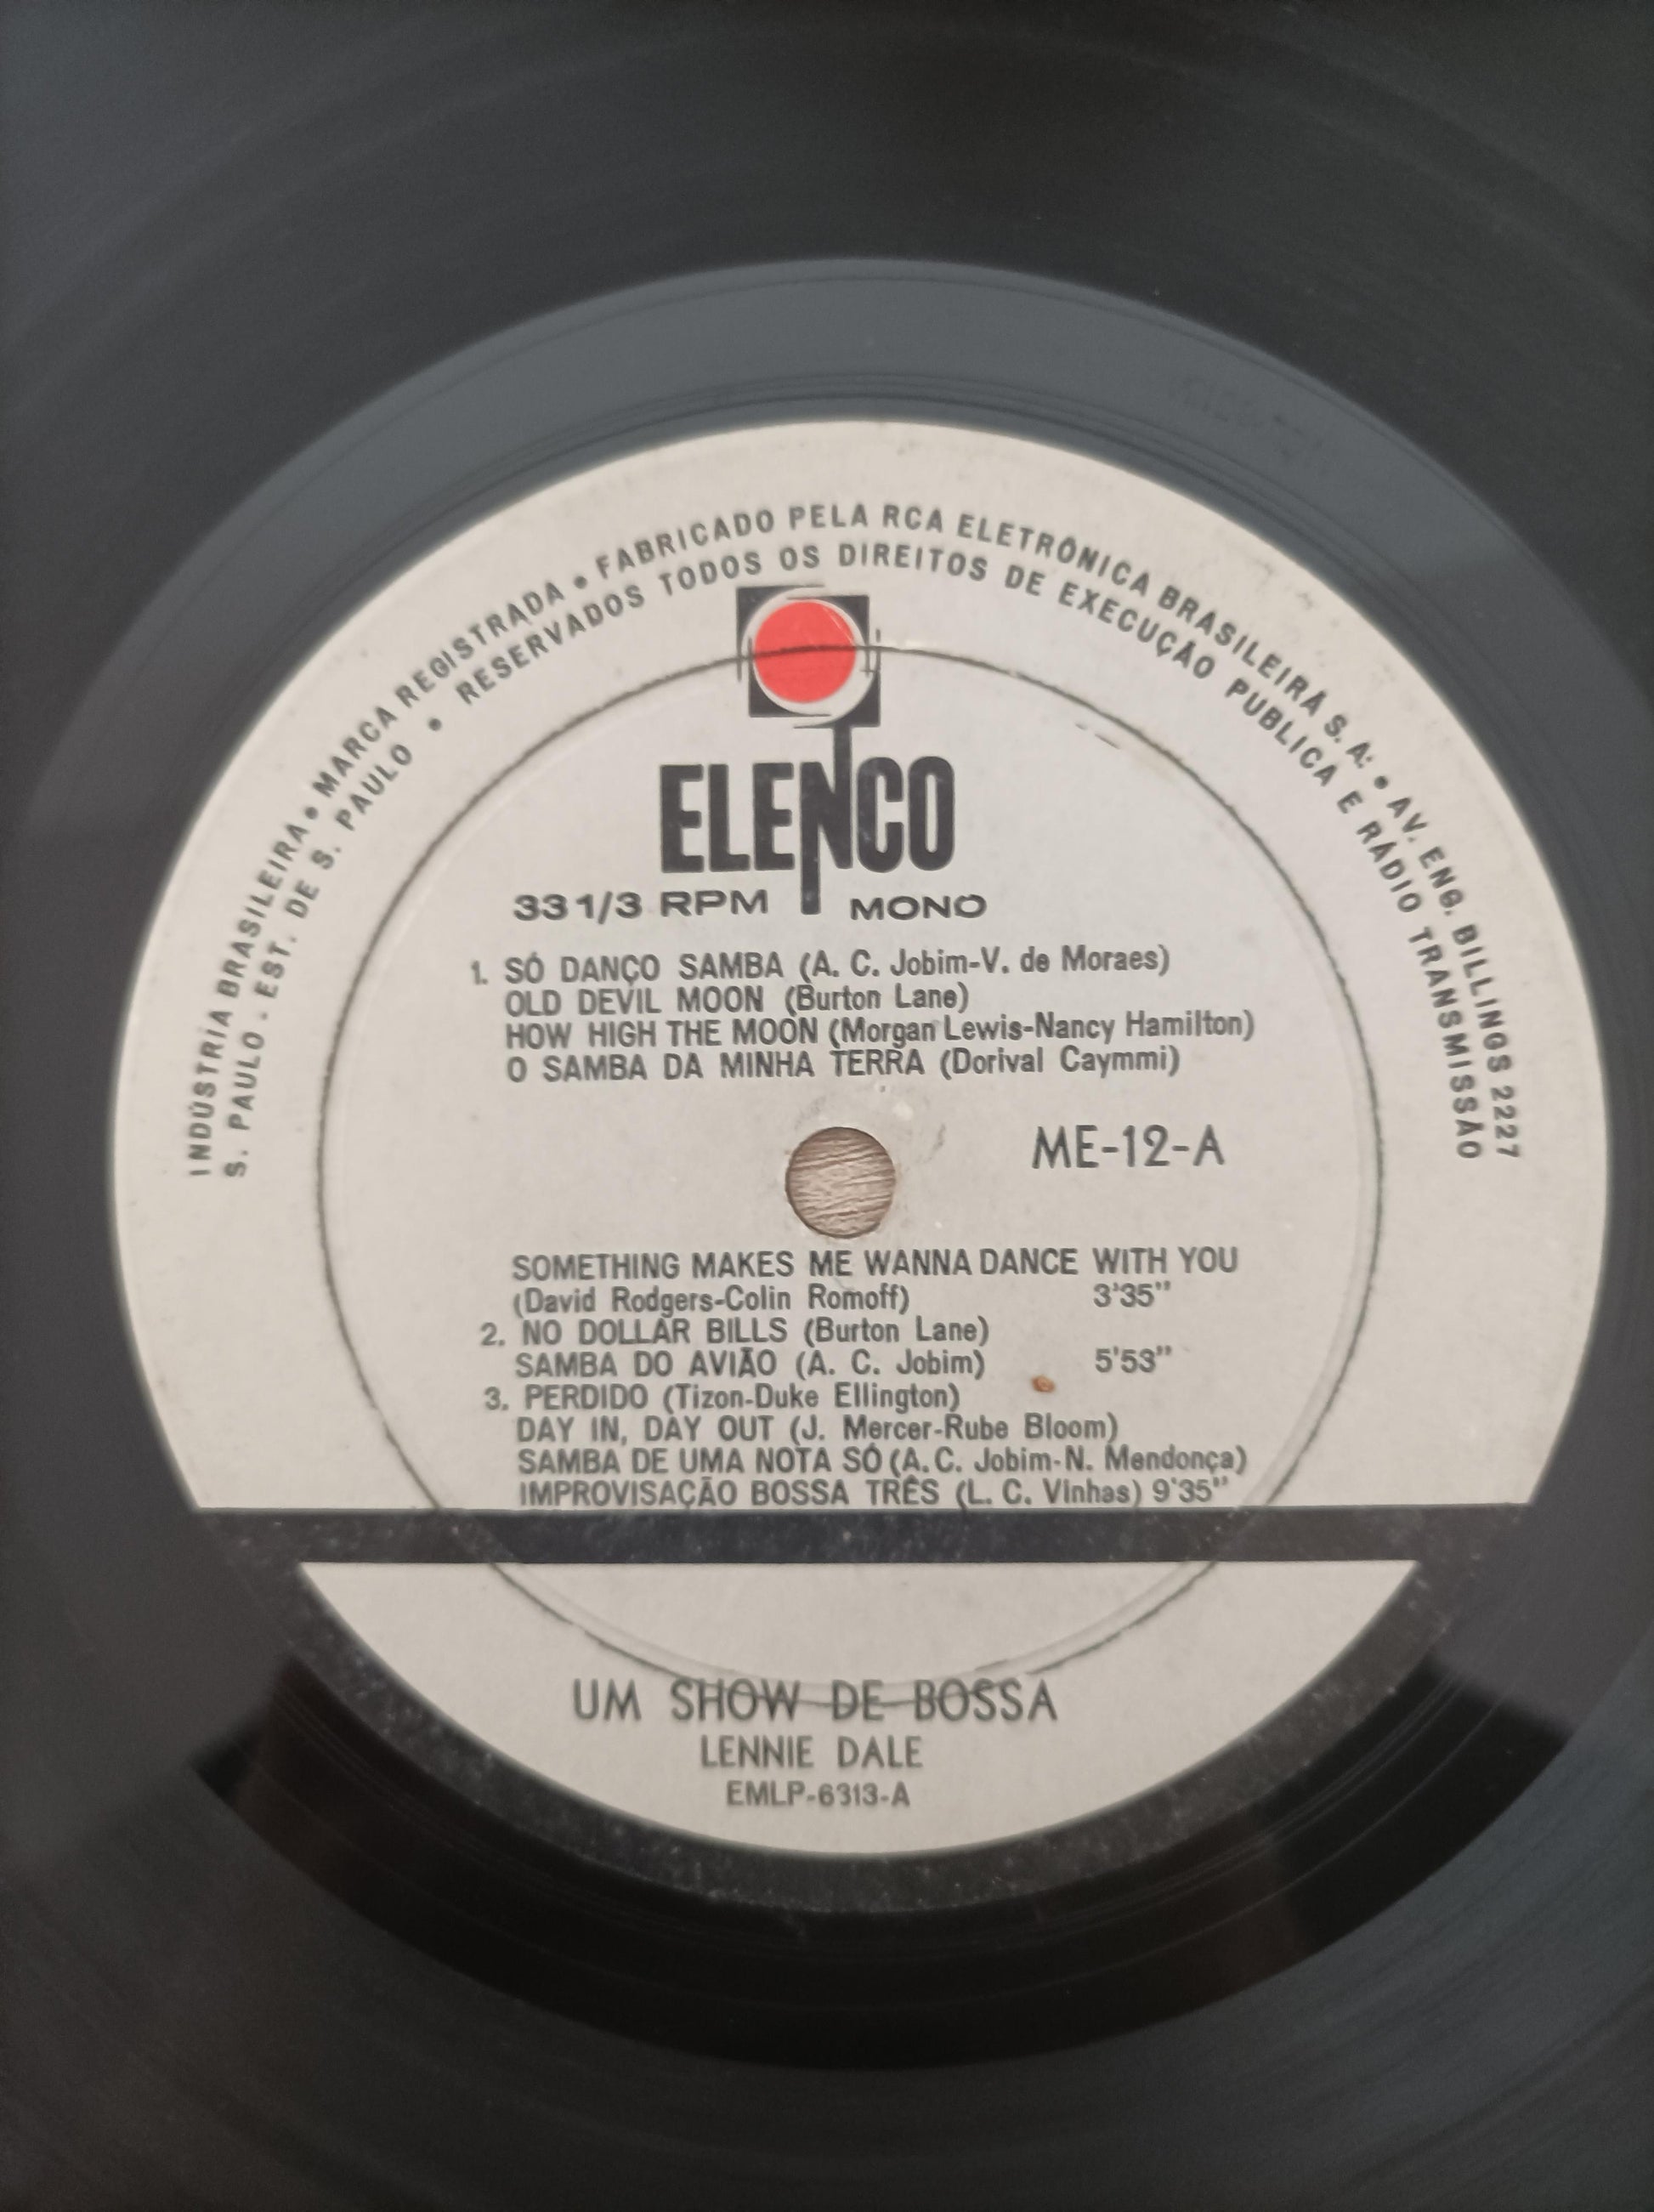 INDÚSTRIA BRASILEIRA • MARCA REGISTRADA • FABRICADO PELA RCA ELETRÔNICA BRASILEIRA S. A: • AV. ENG. BILLINGS 2227
S. PAULO - EST. DE S. PAULO • RESERVADOS TODOS OS DIREITOS DE EXECUÇÃO PUBLICA E RÁDIO TRANSMISSÃO
ELENCO
33 1/3 RPM MONO
1. SÓ DANÇO SAMBA (A. C. Jobim-V. de Moraes)
OLD DEVIL MOON (Burton Lane)
HOW HIGH THE MOON (Morgan Lewis-Nancy Hamilton)
O SAMBA DA MINHA TERRA (Dorival Caymmi)
ME-12-A
SOMETHING MAKES ME WANNA DANCE WITH YOU
(David Rodgers-Colin Romoff) 3'35"
2. NO DOLLAR BILLS (Burton Lane)
SAMBA DO AVIÃO (A. C. Jobim) 5'53"
3. PERDIDO (Tizon-Duke Ellington)
DAY IN, DAY OUT (J. Mercer-Rube Bloom)
SAMBA DE UMA NOTA SÓ (A. C. Jobim-N. Mendonça)
IMPROVISAÇÃO BOSSA TRÊS (L. C. VInhas) 9'35"
UM SHOW DE BOSSA
LENNIE DALE
EMLP-6313-A